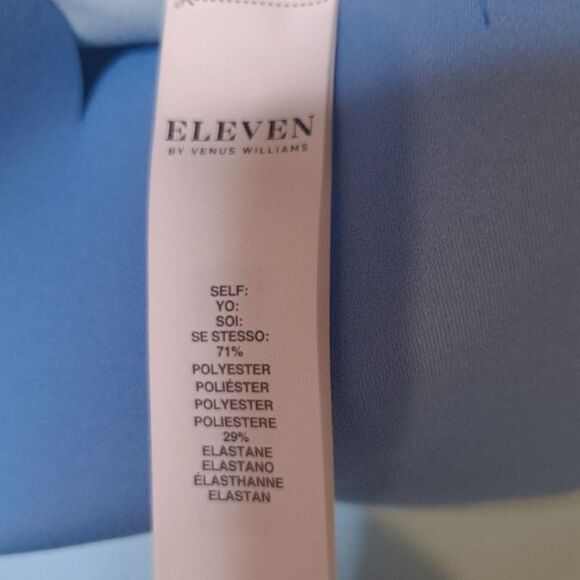 ELEVEN
BY VENUS WILLIAMS
SELF:
YO:
SOI:
SE STESSO:
71%
POLYESTER
POLIÉSTER
POLYESTER
POLIESTERE
29%
ELASTANE
ELASTANO
ÉLASTHANNE
ELASTAN